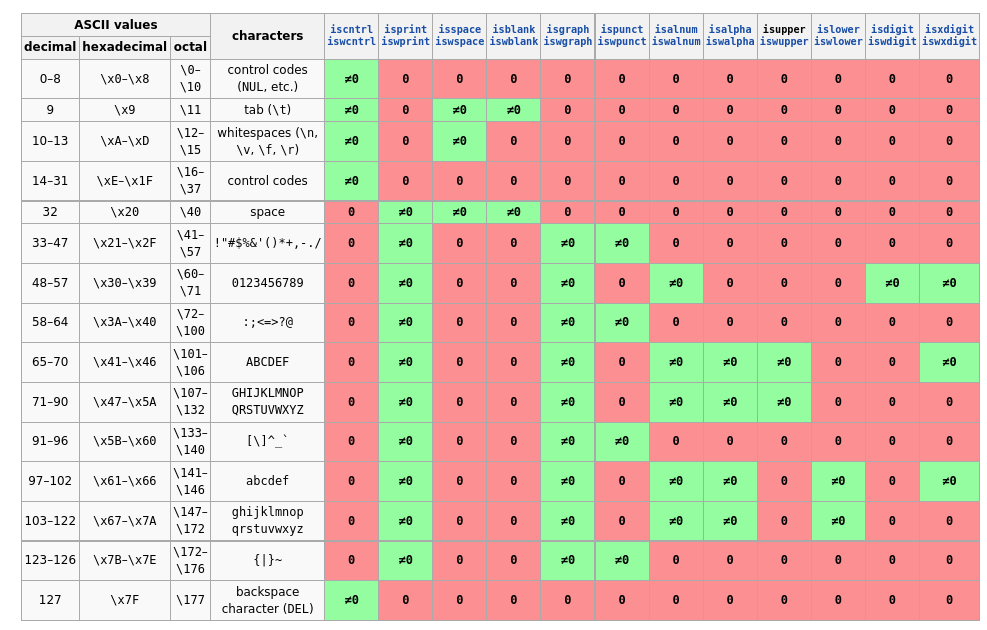 ASCII values
characters
iscntrl
iswcntrl
isprint
iswprint
isspace
iswspace
isblank
iswblank
isgraph
iswgraph
ispunct
iswpunct
isalnum
iswalnum
isalpha
iswalpha
isupper
iswupper
islower
iswlower
isdigit
iswdigit
isxdigit
iswxdigit
decimal hexadecimal octal
0–8 \x0–\x8 \0–\10 control codes (NUL, etc.) ≠0 0 0 0 0 0 0 0 0 0 0 0
9 \x9 \11 tab (\t) ≠0 0 ≠0 ≠0 0 0 0 0 0 0 0 0
10–13 \xA–\xD \12–\15 whitespaces (\n, \v, \f, \r) ≠0 0 ≠0 0 0 0 0 0 0 0 0 0
14–31 \xE–\x1F \16–\37 control codes ≠0 0 0 0 0 0 0 0 0 0 0 0
32 \x20 \40 space 0 ≠0 ≠0 ≠0 0 0 0 0 0 0 0 0
33–47 \x21–\x2F \41–\57 !"#$%&'()*+,-./ 0 ≠0 0 0 ≠0 ≠0 0 0 0 0 0 0
48–57 \x30–\x39 \60–\71 0123456789 0 ≠0 0 0 ≠0 0 ≠0 0 0 0 ≠0 ≠0
58–64 \x3A–\x40 \72–\100 :;<=>?@ 0 ≠0 0 0 ≠0 ≠0 0 0 0 0 0 0
65–70 \x41–\x46 \101–\106 ABCDEF 0 ≠0 0 0 ≠0 0 ≠0 ≠0 ≠0 0 0 ≠0
71–90 \x47–\x5A \107–\132 GHIJKLMNOP QRSTUVWXYZ 0 ≠0 0 0 ≠0 0 ≠0 ≠0 ≠0 0 0 0
91–96 \x5B–\x60 \133–\140 [\]^_` 0 ≠0 0 0 ≠0 ≠0 0 0 0 0 0 0
97–102 \x61–\x66 \141–\146 abcdef 0 ≠0 0 0 ≠0 0 ≠0 ≠0 0 ≠0 0 ≠0
103–122 \x67–\x7A \147–\172 ghijklmnop qrstuvwxyz 0 ≠0 0 0 ≠0 0 ≠0 ≠0 0 ≠0 0 0
123–126 \x7B–\x7E \172–\176 {|}~ 0 ≠0 0 0 ≠0 ≠0 0 0 0 0 0 0
127 \x7F \177 backspace character (DEL) ≠0 0 0 0 0 0 0 0 0 0 0 0